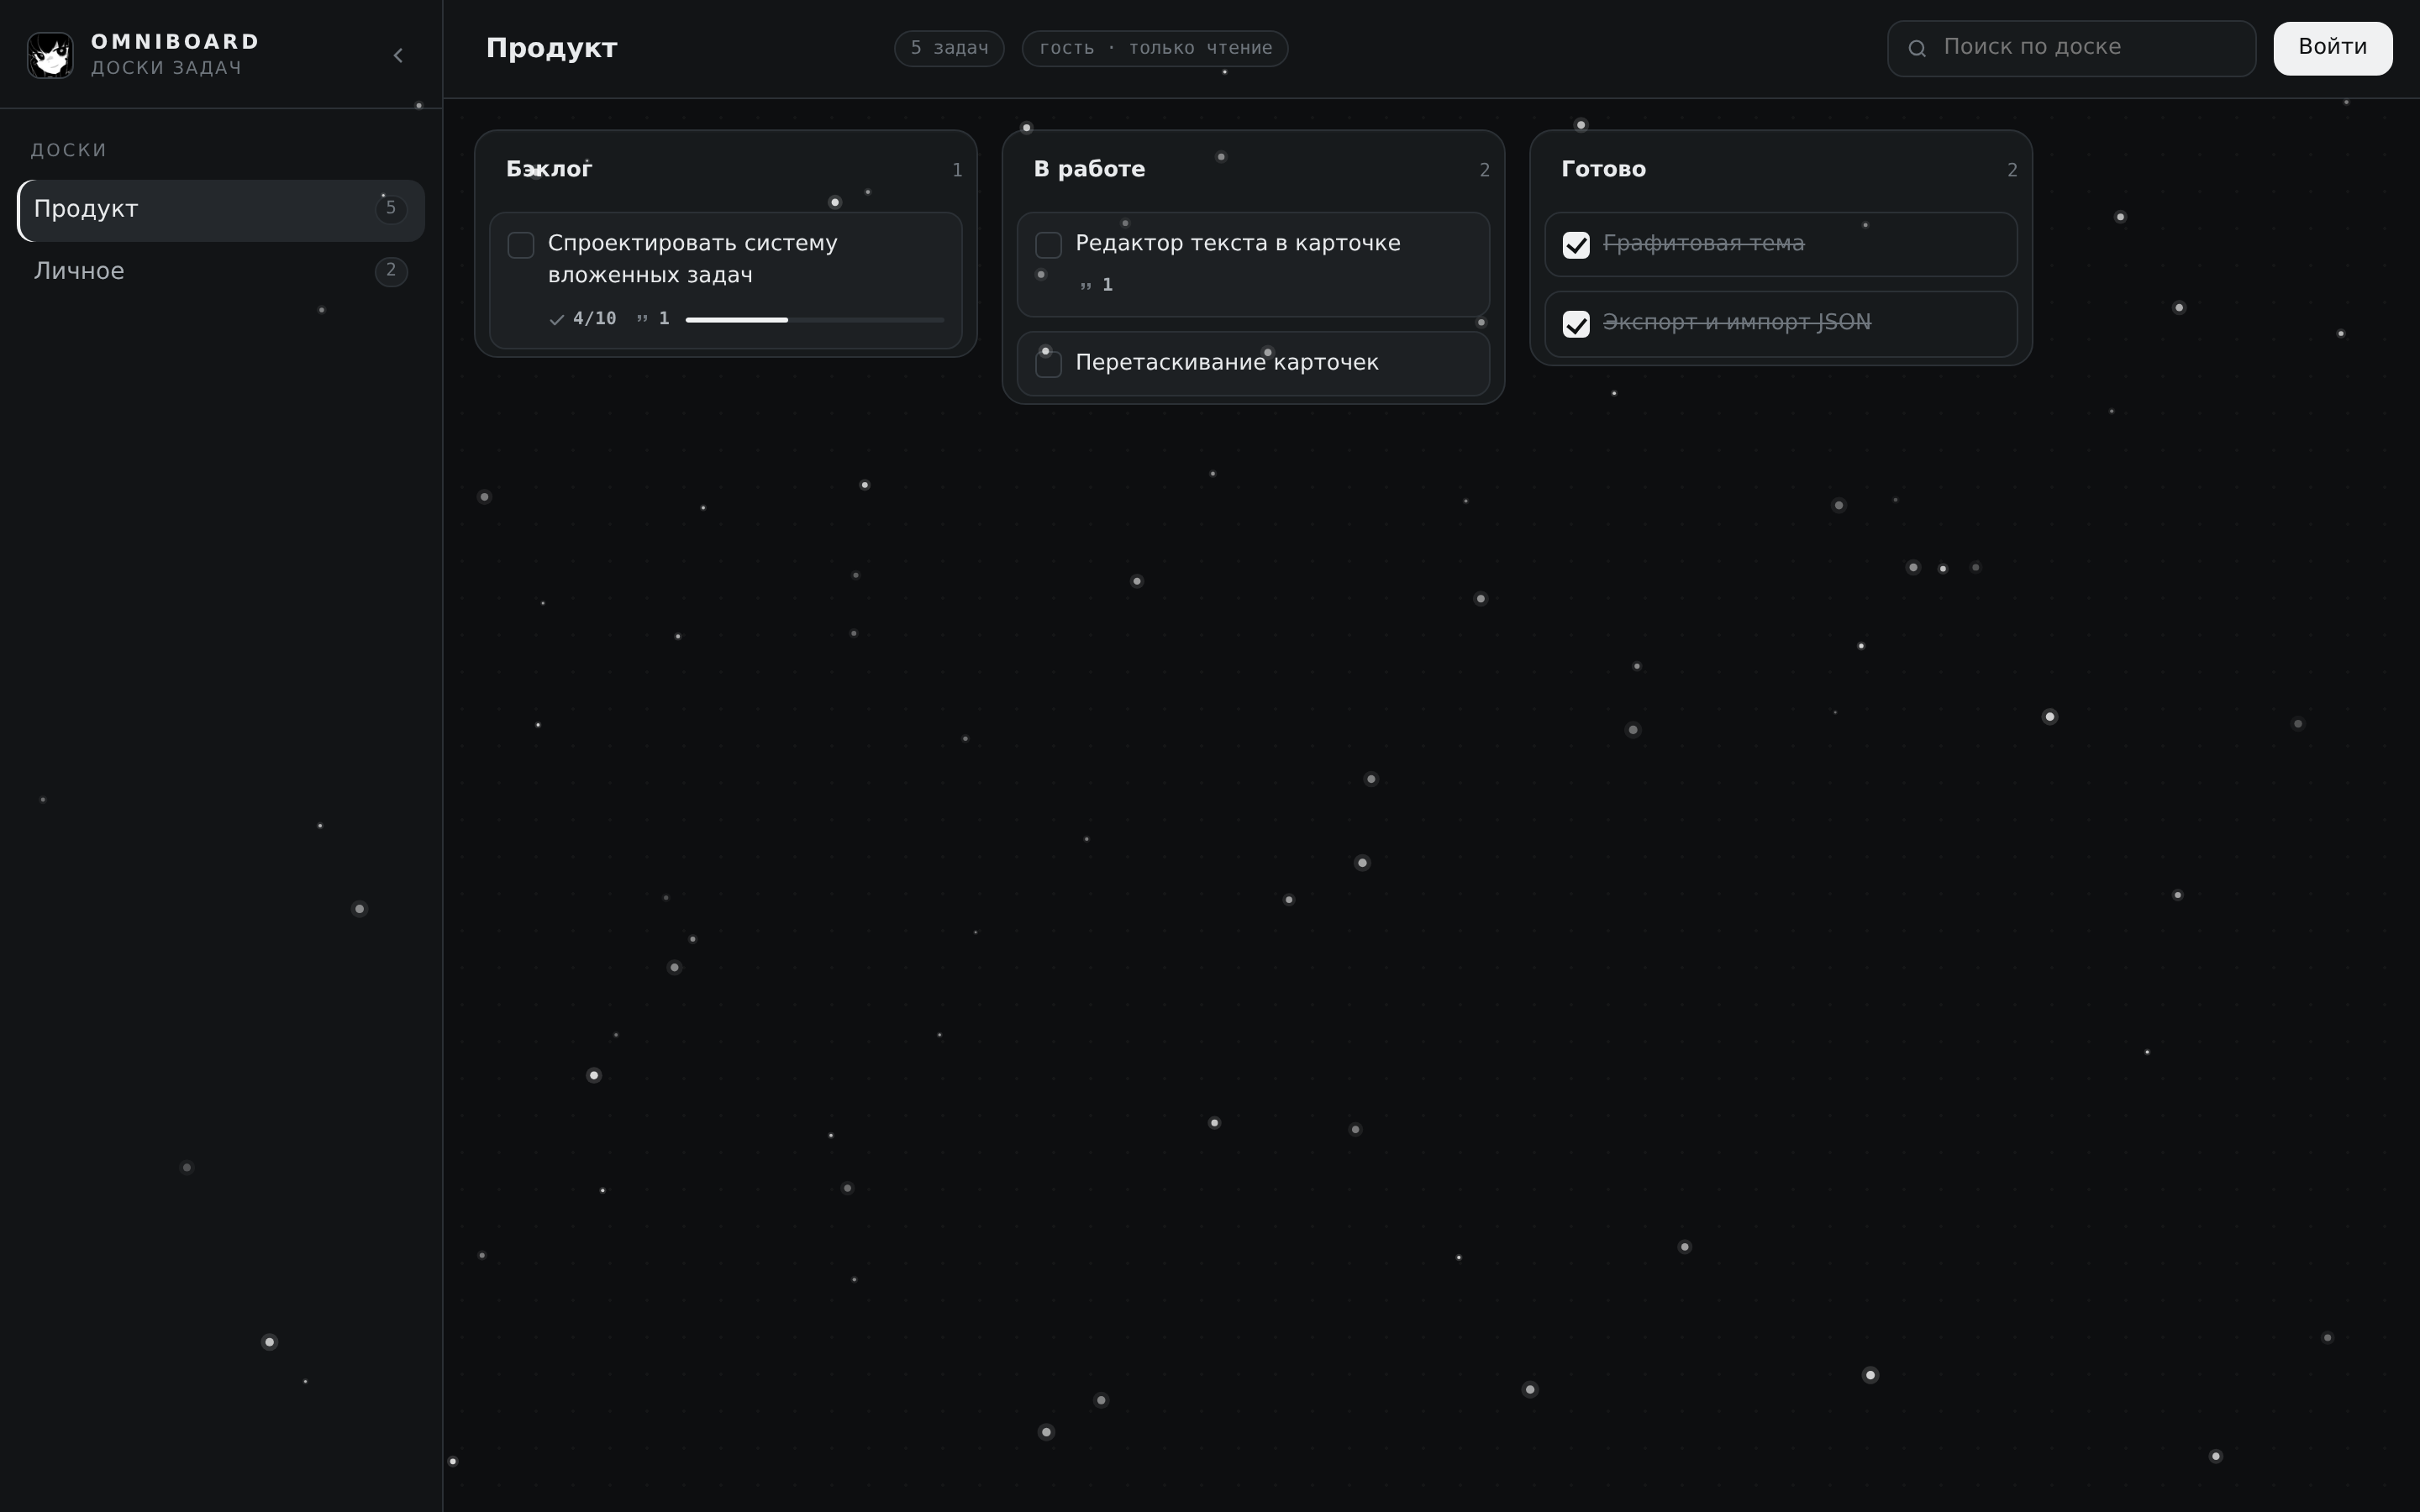 OMNIBOARD
ДОСКИ ЗАДАЧ
ДОСКИ
Продукт 5
Личное 2
Продукт
5 задач
гость · только чтение
Поиск по доске
Войти
Бэклог 1
Спроектировать систему
вложенных задач
4/10 1
В работе 2
Редактор текста в карточке
1
Перетаскивание карточек
Готово 2
Графитовая тема
Экспорт и импорт JSON